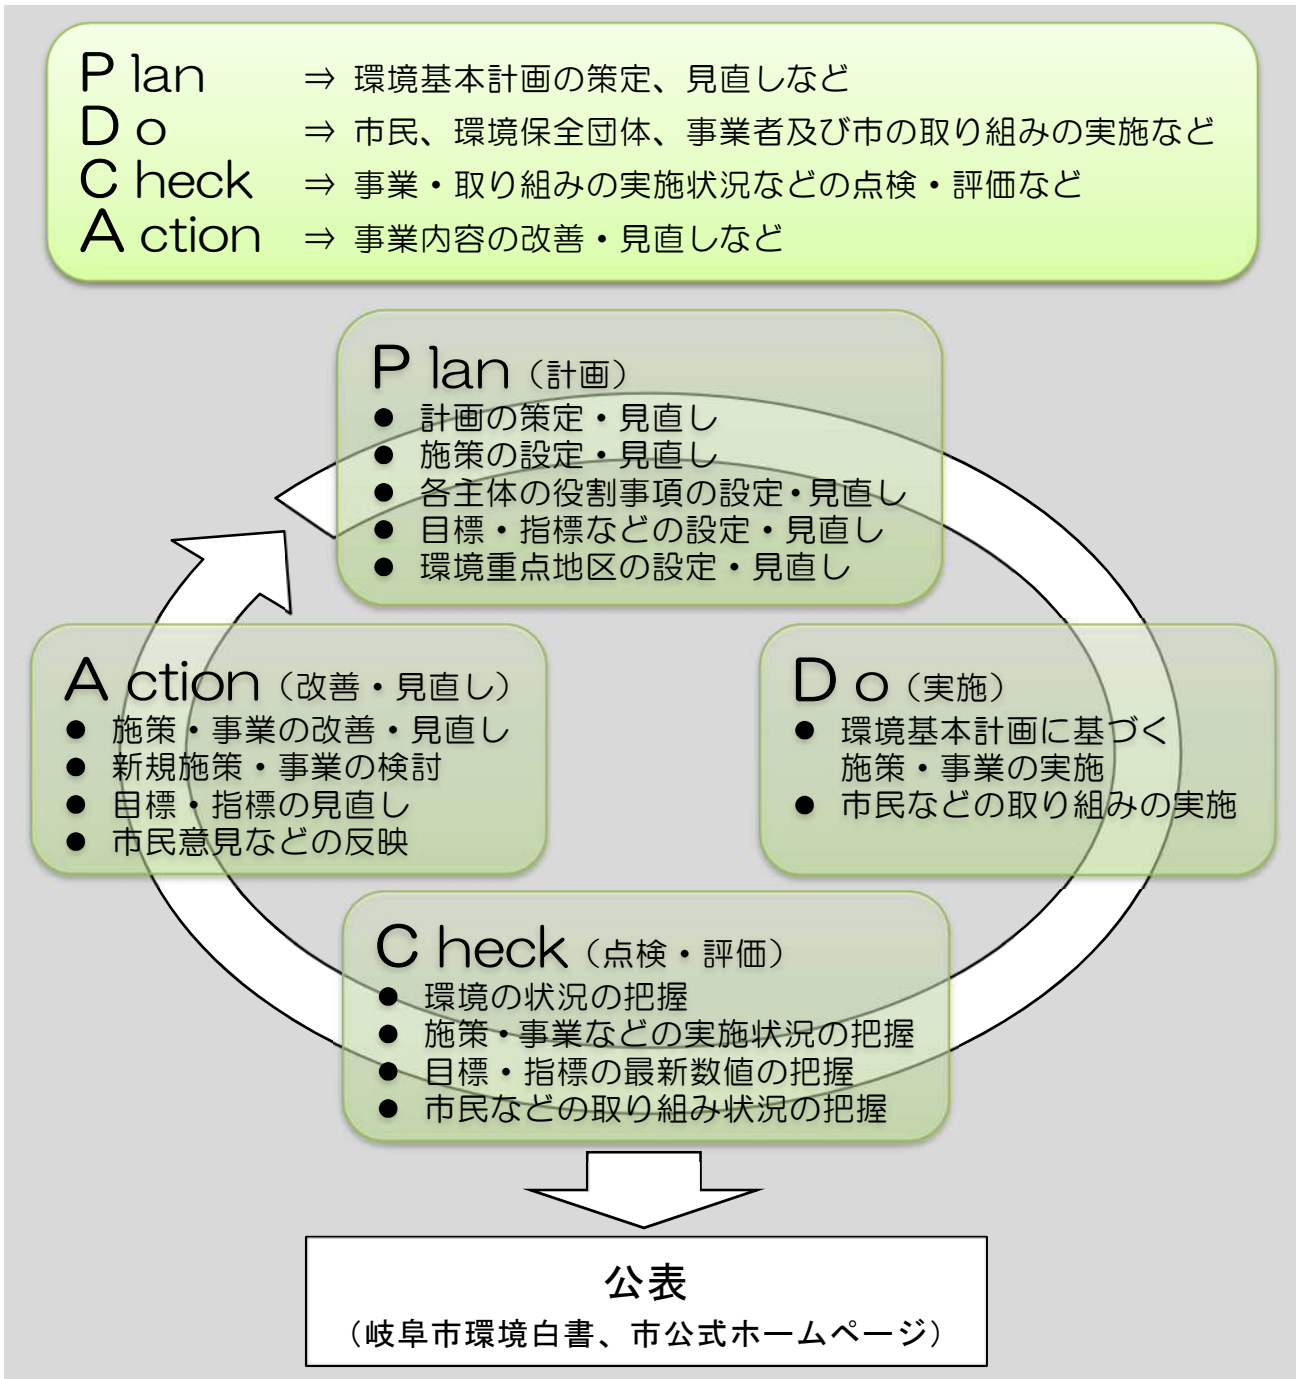 Plan ⇒ 環境基本計画の策定、見直しなど
Do ⇒ 市民、環境保全団体、事業者及び市の取り組みの実施など
Check ⇒ 事業・取り組みの実施状況などの点検・評価など
Action ⇒ 事業内容の改善・見直しなど
Plan（計画）
● 計画の策定・見直し
● 施策の設定・見直し
● 各主体の役割事項の設定・見直し
● 目標・指標などの設定・見直し
● 環境重点地区の設定・見直し
Action（改善・見直し）
● 施策・事業の改善・見直し
● 新規施策・事業の検討
● 目標・指標の見直し
● 市民意見などの反映
Do（実施）
● 環境基本計画に基づく
施策・事業の実施
● 市民などの取り組みの実施
Check（点検・評価）
● 環境の状況の把握
● 施策・事業などの実施状況の把握
● 目標・指標の最新数値の把握
● 市民などの取り組み状況の把握
公表
（岐阜市環境白書、市公式ホームページ）